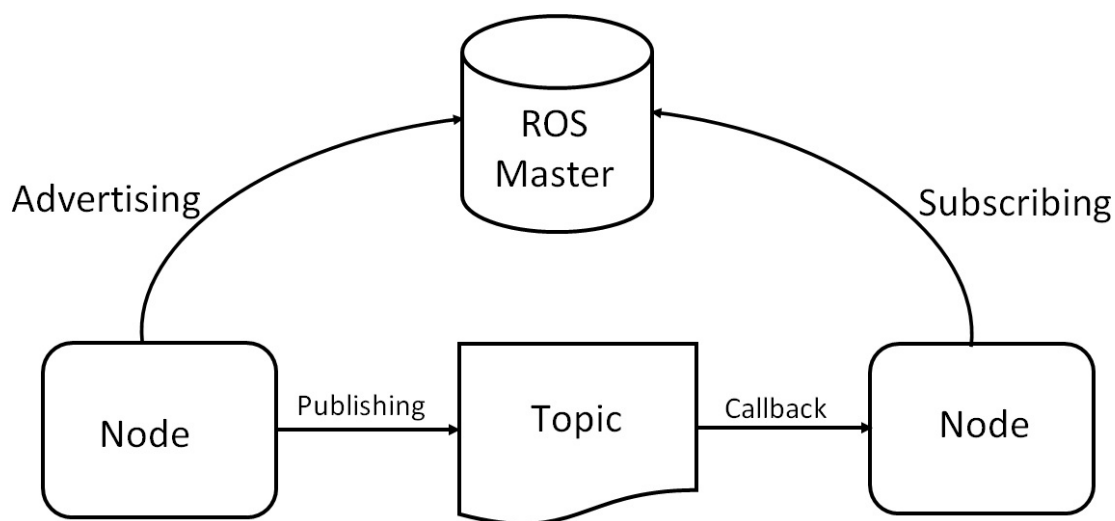 ROS
Master
Advertising
Subscribing
Node
Publishing
Topic
Callback
Node